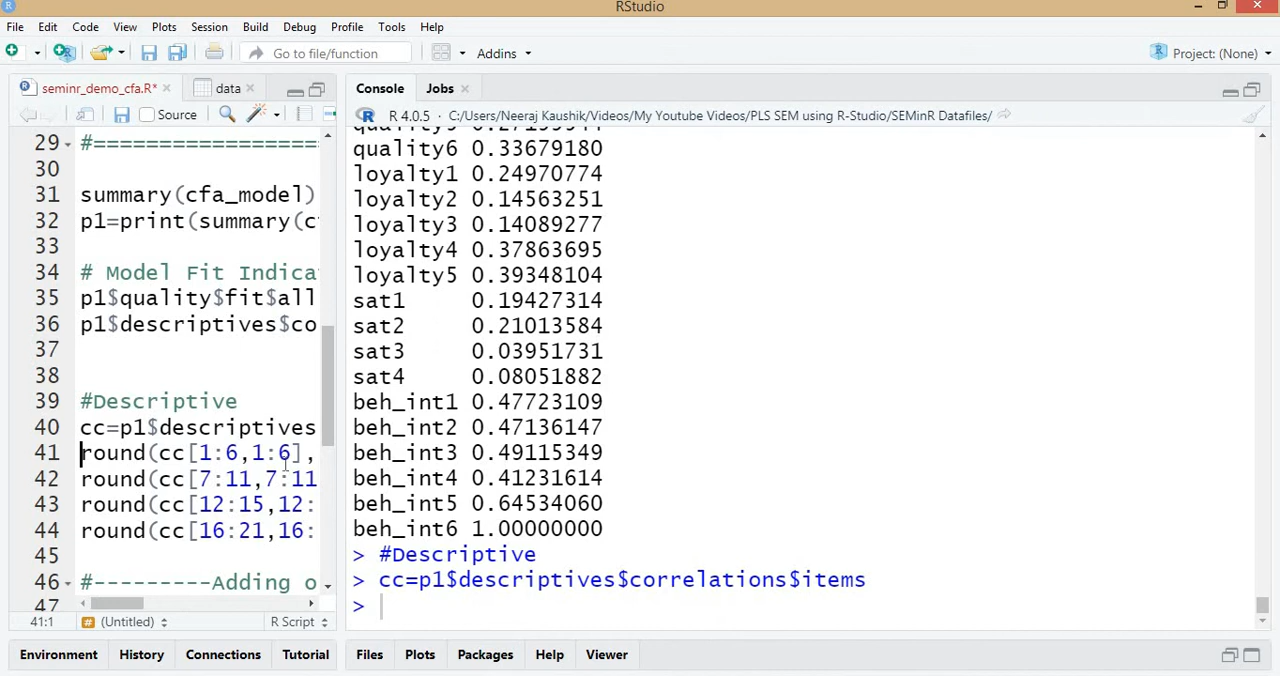 RStudio
File Edit Code View Plots Session Build Debug Profile Tools Help
Go to file/function Addins Project: (None)
seminr_demo_cfa.R* data
Source
29 #==================
30
31 summary(cfa_model)
32 p1=print(summary(c
33
34 # Model Fit Indica
35 p1$quality$fit$all
36 p1$descriptives$co
37
38
39 #Descriptive
40 cc=p1$descriptives
41 round(cc[1:6,1:6],
42 round(cc[7:11,7:11
43 round(cc[12:15,12:
44 round(cc[16:21,16:
45
46 #---------Adding o
47
41:1 (Untitled) R Script
Environment History Connections Tutorial
Console Jobs
R 4.0.5 · C:/Users/Neeraj Kaushik/Videos/My Youtube Videos/PLS SEM using R-Studio/SEMinR Datafiles/
quality6 0.33679180
loyalty1 0.24970774
loyalty2 0.14563251
loyalty3 0.14089277
loyalty4 0.37863695
loyalty5 0.39348104
sat1 0.19427314
sat2 0.21013584
sat3 0.03951731
sat4 0.08051882
beh_int1 0.47723109
beh_int2 0.47136147
beh_int3 0.49115349
beh_int4 0.41231614
beh_int5 0.64534060
beh_int6 1.00000000
> #Descriptive
> cc=p1$descriptives$correlations$items
>
Files Plots Packages Help Viewer